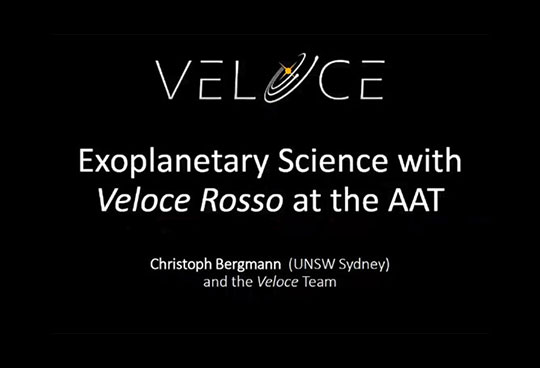 VELOCE
Exoplanetary Science with
Veloce Rosso at the AAT
Christoph Bergmann (UNSW Sydney)
and the Veloce Team